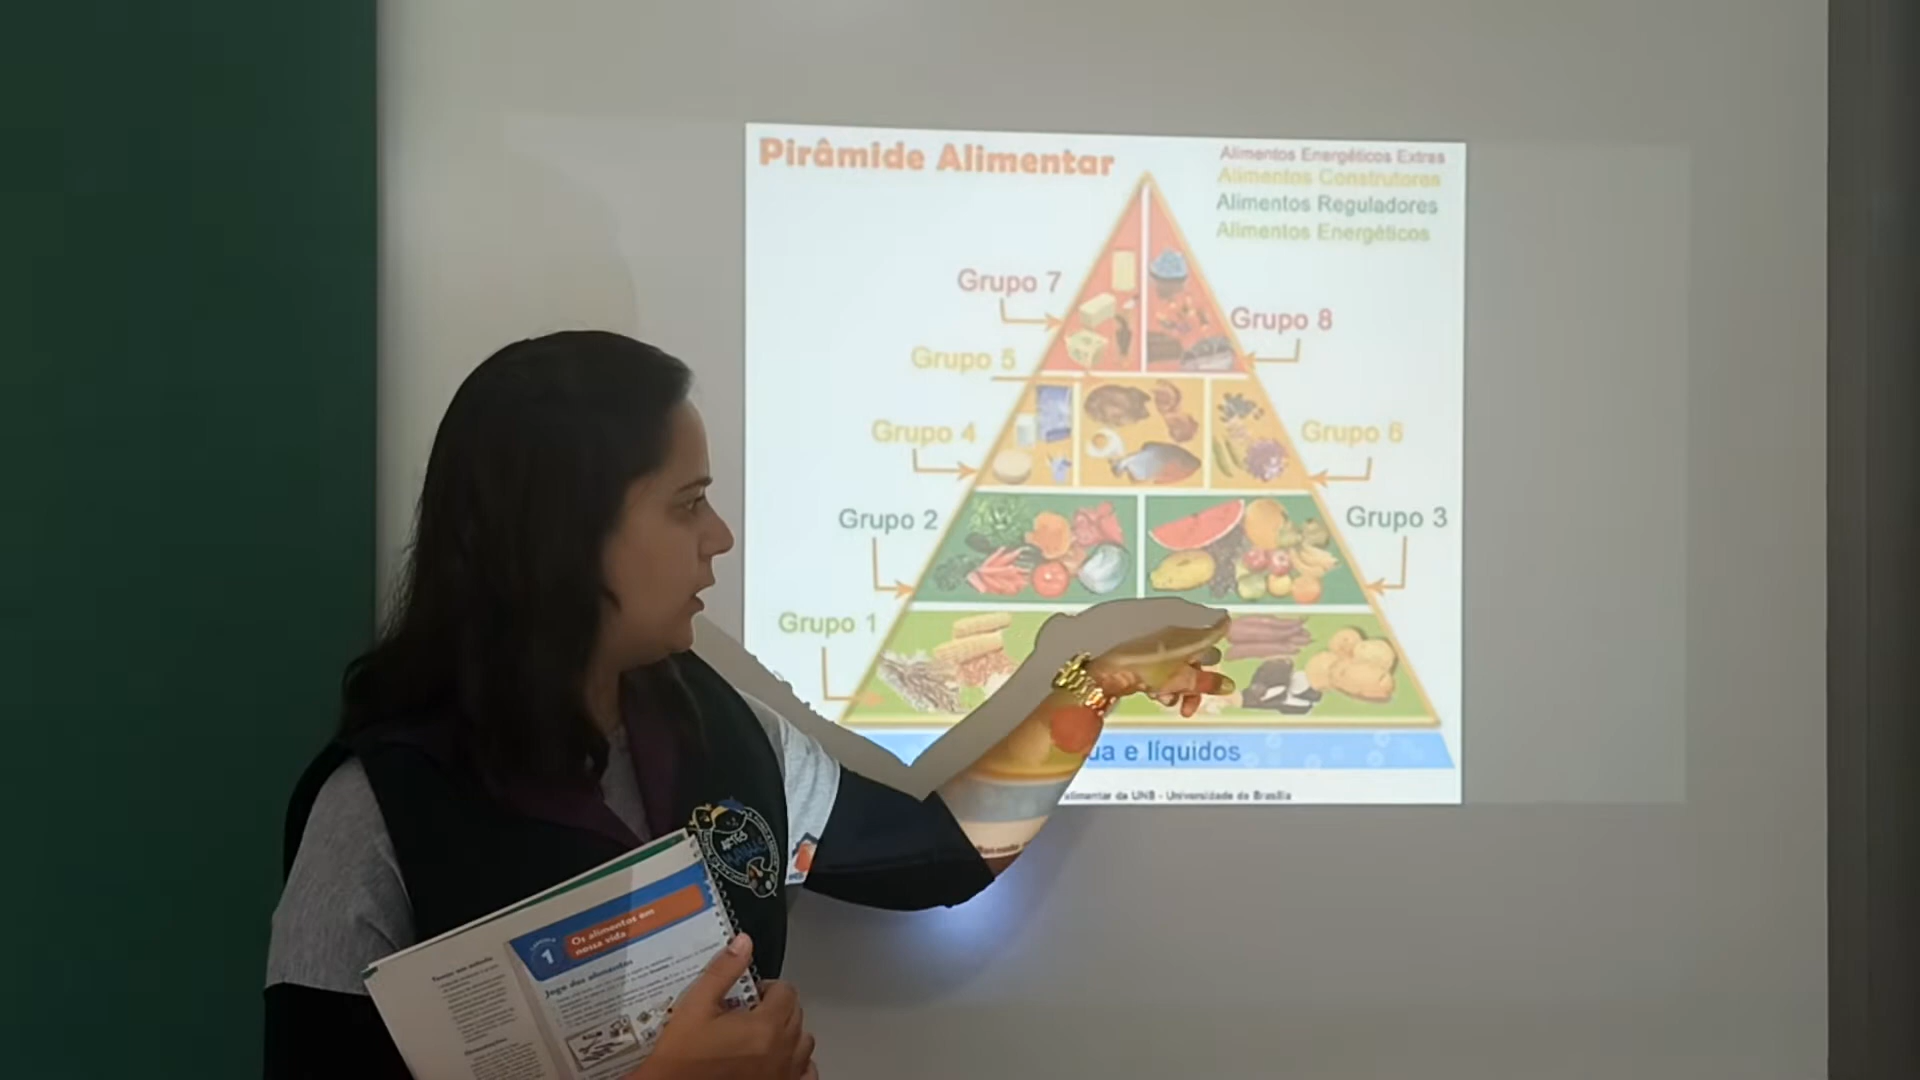 Pirâmide Alimentar
Alimentos Energéticos Extras
Alimentos Construtores
Alimentos Reguladores
Alimentos Energéticos
Grupo 7
Grupo 8
Grupo 5
Grupo 4
Grupo 6
Grupo 2
Grupo 3
Grupo 1
ua e líquidos
alimentar da UNB - Universidade de Brasília
1
Os alimentos em
nossa vida
Jogo dos alimentos